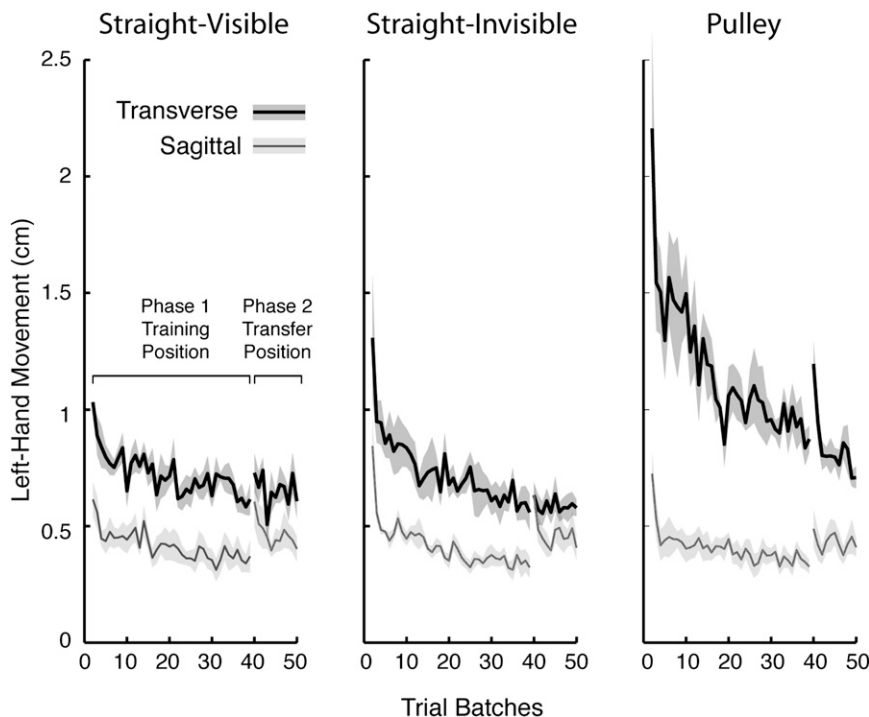 Straight-Visible
Straight-Invisible
Pulley
2.5
2
1.5
1
0.5
0
Left-Hand Movement (cm)
Transverse
Sagittal
Phase 1
Training
Position
Phase 2
Transfer
Position
0 10 20 30 40 50
0 10 20 30 40 50
0 10 20 30 40 50
Trial Batches